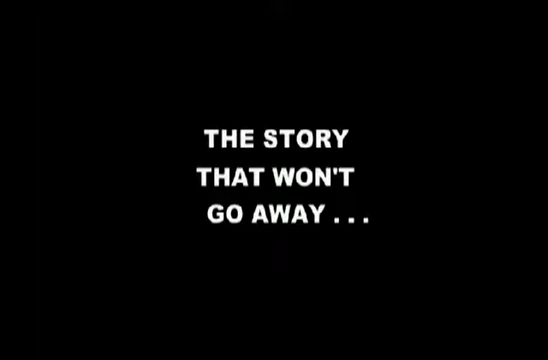 THE STORY
THAT WON'T
GO AWAY . . .